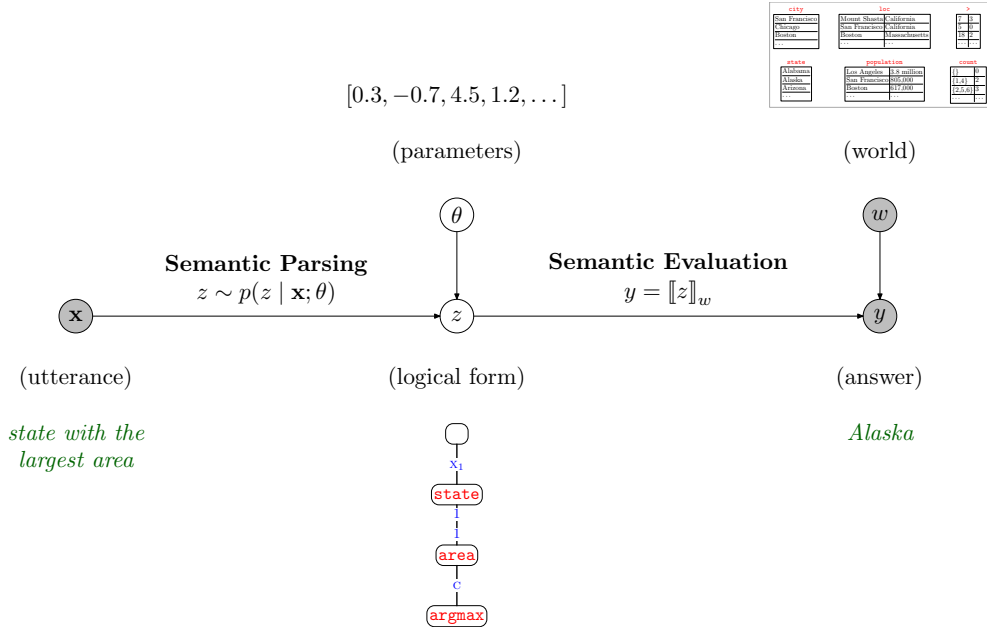 city loc >
San Francisco Mount Shasta California 7 3
Chicago San Francisco California 5 0
Boston Boston Massachusetts 18 2
... ... ... ... ...
state population count
Alabama Los Angeles 3.8 million {} 0
Alaska San Francisco 805,000 {1,4} 2
Arizona Boston 617,000 {2,5,6} 3
... ... ... ... ...
[0.3, −0.7, 4.5, 1.2, . . . ]
(parameters) (world)
θ w
Semantic Parsing Semantic Evaluation
z ∼ p(z | x; θ) y = ⟦z⟧w
x z y
(utterance) (logical form) (answer)
state with the Alaska
largest area
x1
state
1
1
area
c
argmax